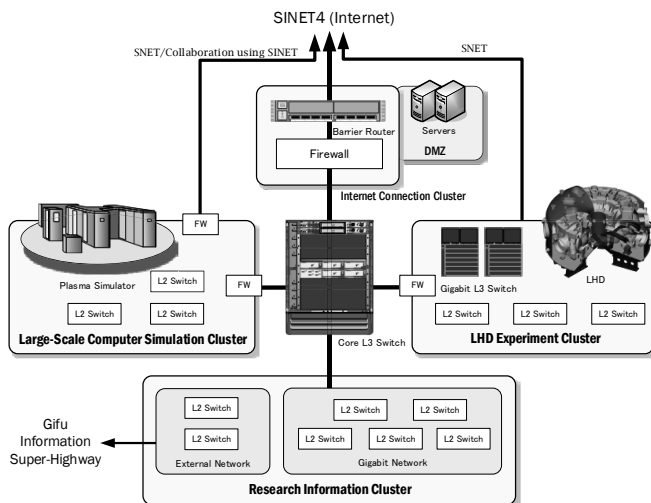 SINET4 (Internet)
SNET/Collaboration using SINET
SNET
Barrier Router
Servers
DMZ
Firewall
Internet Connection Cluster
FW
Plasma Simulator
L2 Switch
L2 Switch
L2 Switch
FW
Large-Scale Computer Simulation Cluster
Core L3 Switch
FW
Gigabit L3 Switch
LHD
L2 Switch
L2 Switch
L2 Switch
LHD Experiment Cluster
Gifu
Information
Super-Highway
L2 Switch
L2 Switch
External Network
L2 Switch
L2 Switch
L2 Switch
L2 Switch
L2 Switch
Gigabit Network
Research Information Cluster